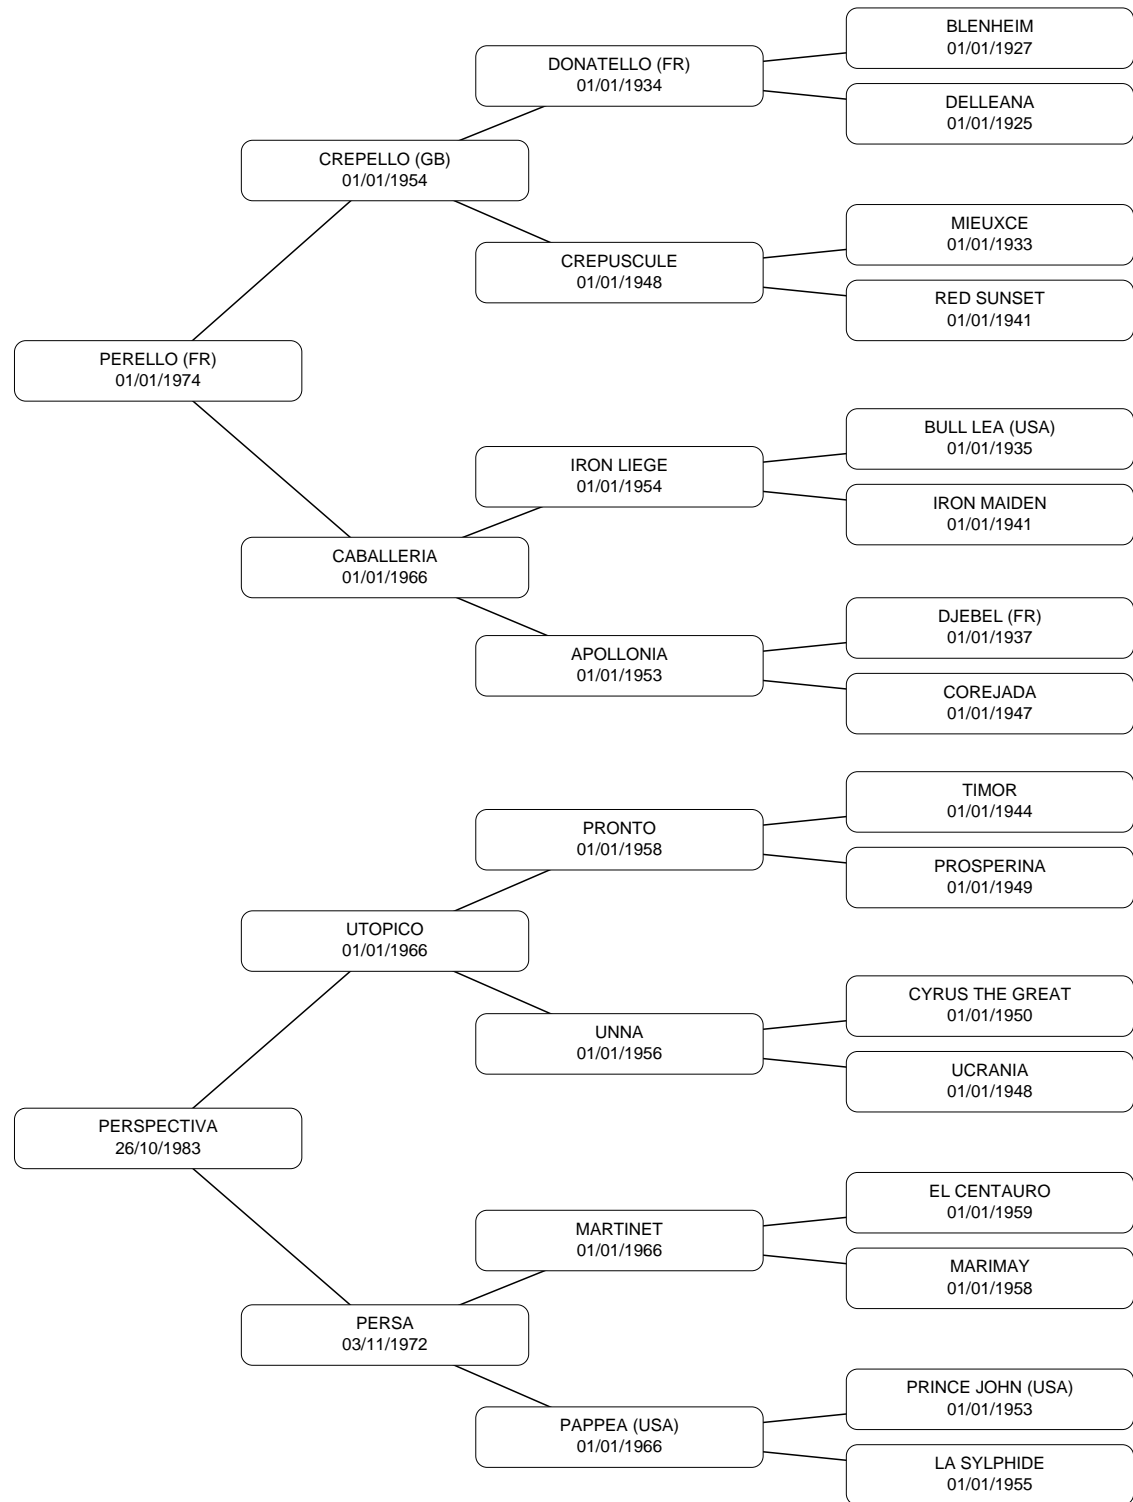 BLENHEIM
01/01/1927
DONATELLO (FR)
01/01/1934
DELLEANA
01/01/1925
CREPELLO (GB)
01/01/1954
MIEUXCE
01/01/1933
CREPUSCULE
01/01/1948
RED SUNSET
01/01/1941
PERELLO (FR)
01/01/1974
BULL LEA (USA)
01/01/1935
IRON LIEGE
01/01/1954
IRON MAIDEN
01/01/1941
CABALLERIA
01/01/1966
DJEBEL (FR)
01/01/1937
APOLLONIA
01/01/1953
COREJADA
01/01/1947
TIMOR
01/01/1944
PRONTO
01/01/1958
PROSPERINA
01/01/1949
UTOPICO
01/01/1966
CYRUS THE GREAT
01/01/1950
UNNA
01/01/1956
UCRANIA
01/01/1948
PERSPECTIVA
26/10/1983
EL CENTAURO
01/01/1959
MARTINET
01/01/1966
MARIMAY
01/01/1958
PERSA
03/11/1972
PRINCE JOHN (USA)
01/01/1953
PAPPEA (USA)
01/01/1966
LA SYLPHIDE
01/01/1955